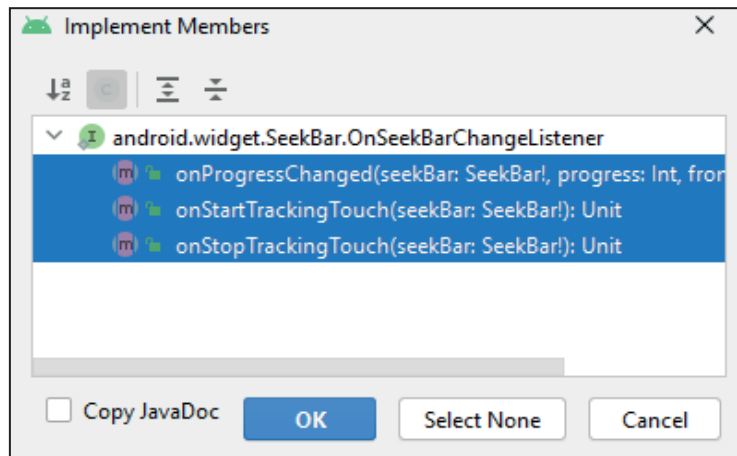 Implement Members
android.widget.SeekBar.OnSeekBarChangeListener
onProgressChanged(seekBar: SeekBar!, progress: Int, fror
onStartTrackingTouch(seekBar: SeekBar!): Unit
onStopTrackingTouch(seekBar: SeekBar!): Unit
Copy JavaDoc OK Select None Cancel